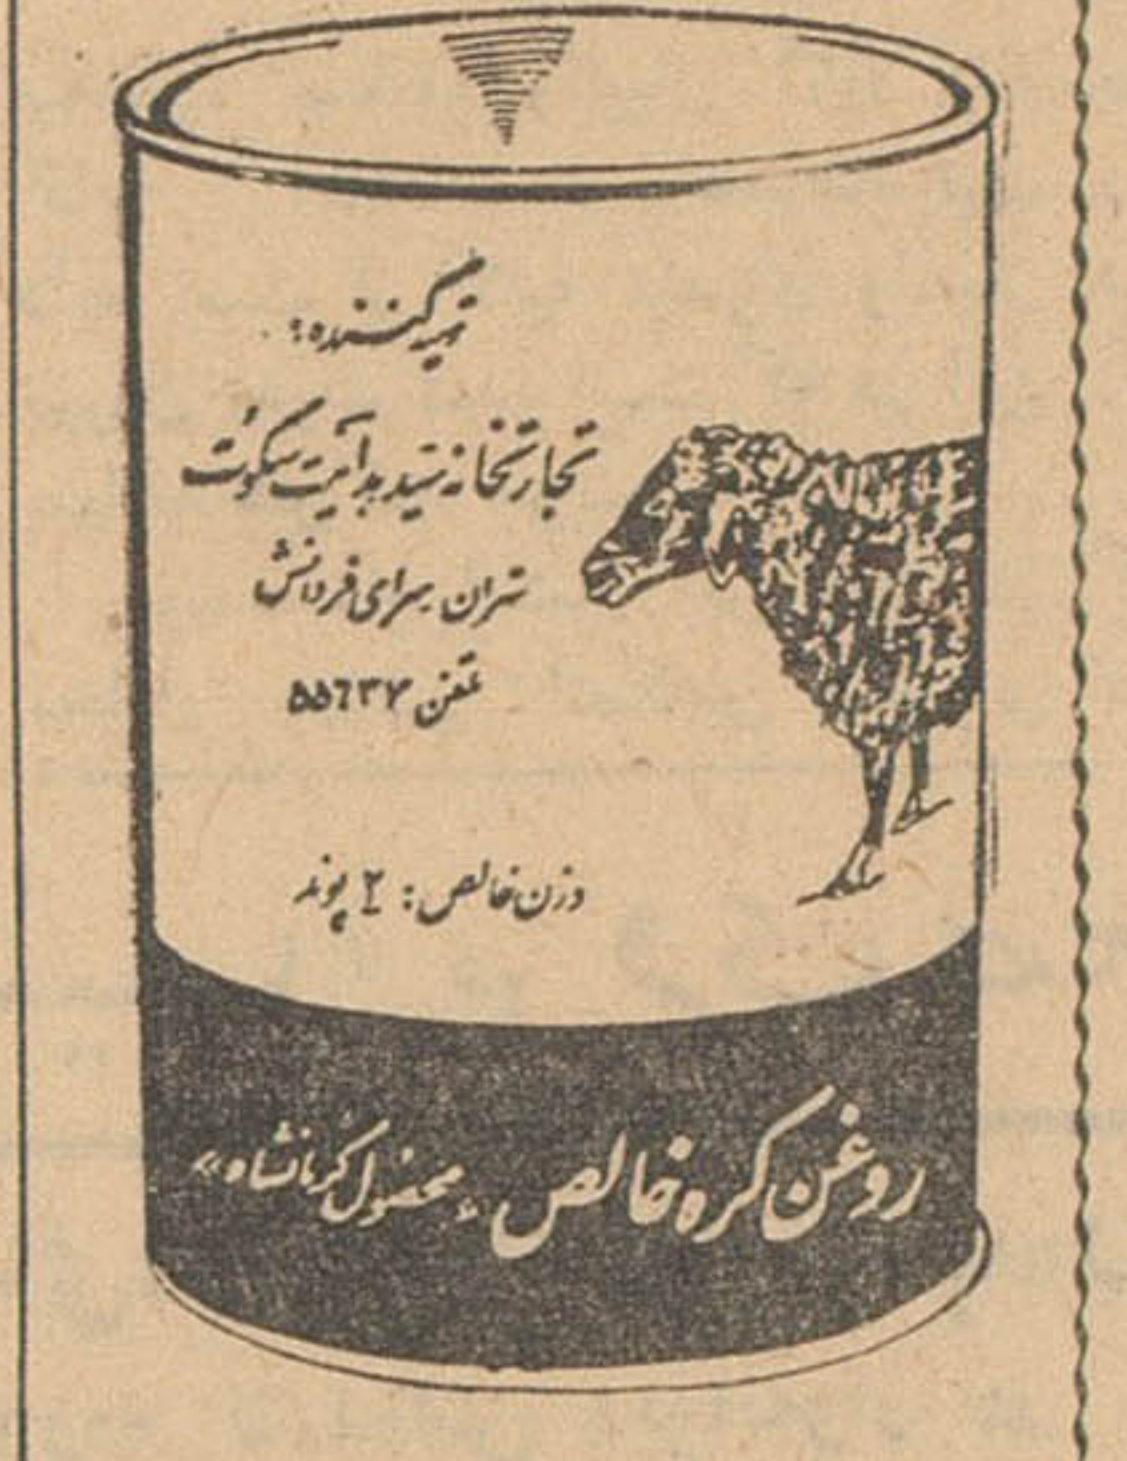 تهیه کننده:
تجارتخانه سید هدایت سکوت
تهران سرای فردانش
تلفن ۵۵۶۳۷
وزن خالص: ۲ پوند
روغن کره خالص «محصول کرمانشاه»